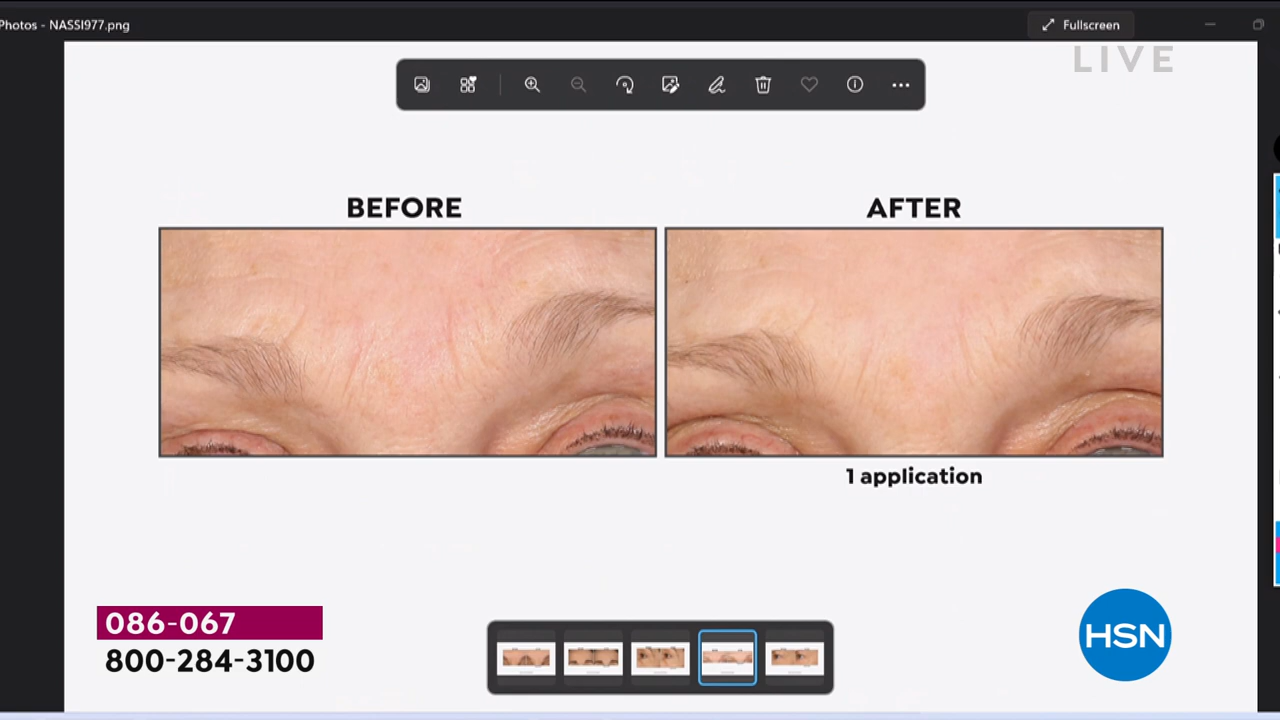 Photos - NASSI977.png
Fullscreen
LIVE
BEFORE
AFTER
1 application
086-067
800-284-3100
HSN